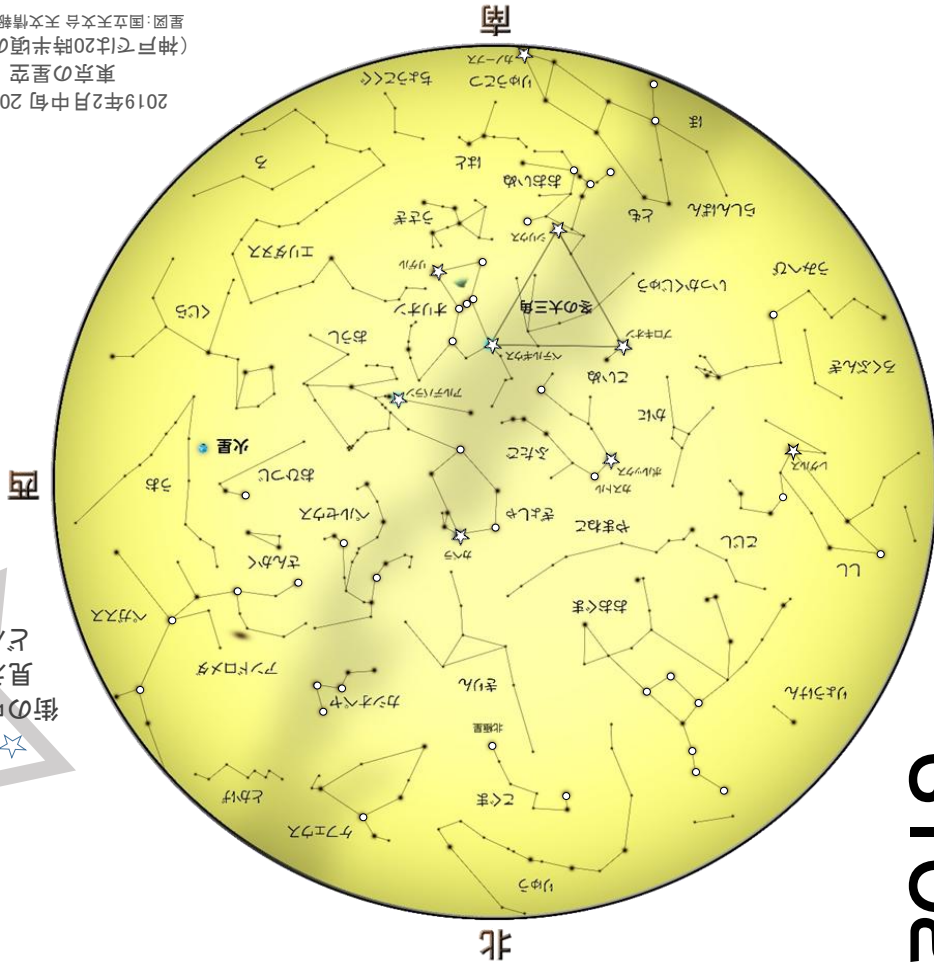 北
りゅう
ケフェウス
とかげ
こぐま
北極星
りょうけん
きりん
カシオペヤ
アンドロメダ
街の
見え
ペガスス
おおぐま
しし
さんかく
こじし
カペラ
やまねこ
ぎょしゃ
ペルセウス
うお
西
カストル
ポルックス
おひつじ
レグルス
ふたご
火星
かに
アルデバラン
こいぬ
ろくぶんぎ
ベテルギウス
プロキオン
おうし
冬の大三角
オリオン
くじら
いっかくじゅう
うみへび
リゲル
エリダヌス
シリウス
うさぎ
とも
らしんばん
おおいぬ
はと
ろ
ほ
りゅうこつ
ちょうこくぐ
カノープス
南
2019年2月中旬 20
東京の星空
(神戸では20時半頃の
星図:国立天文台 天文情報